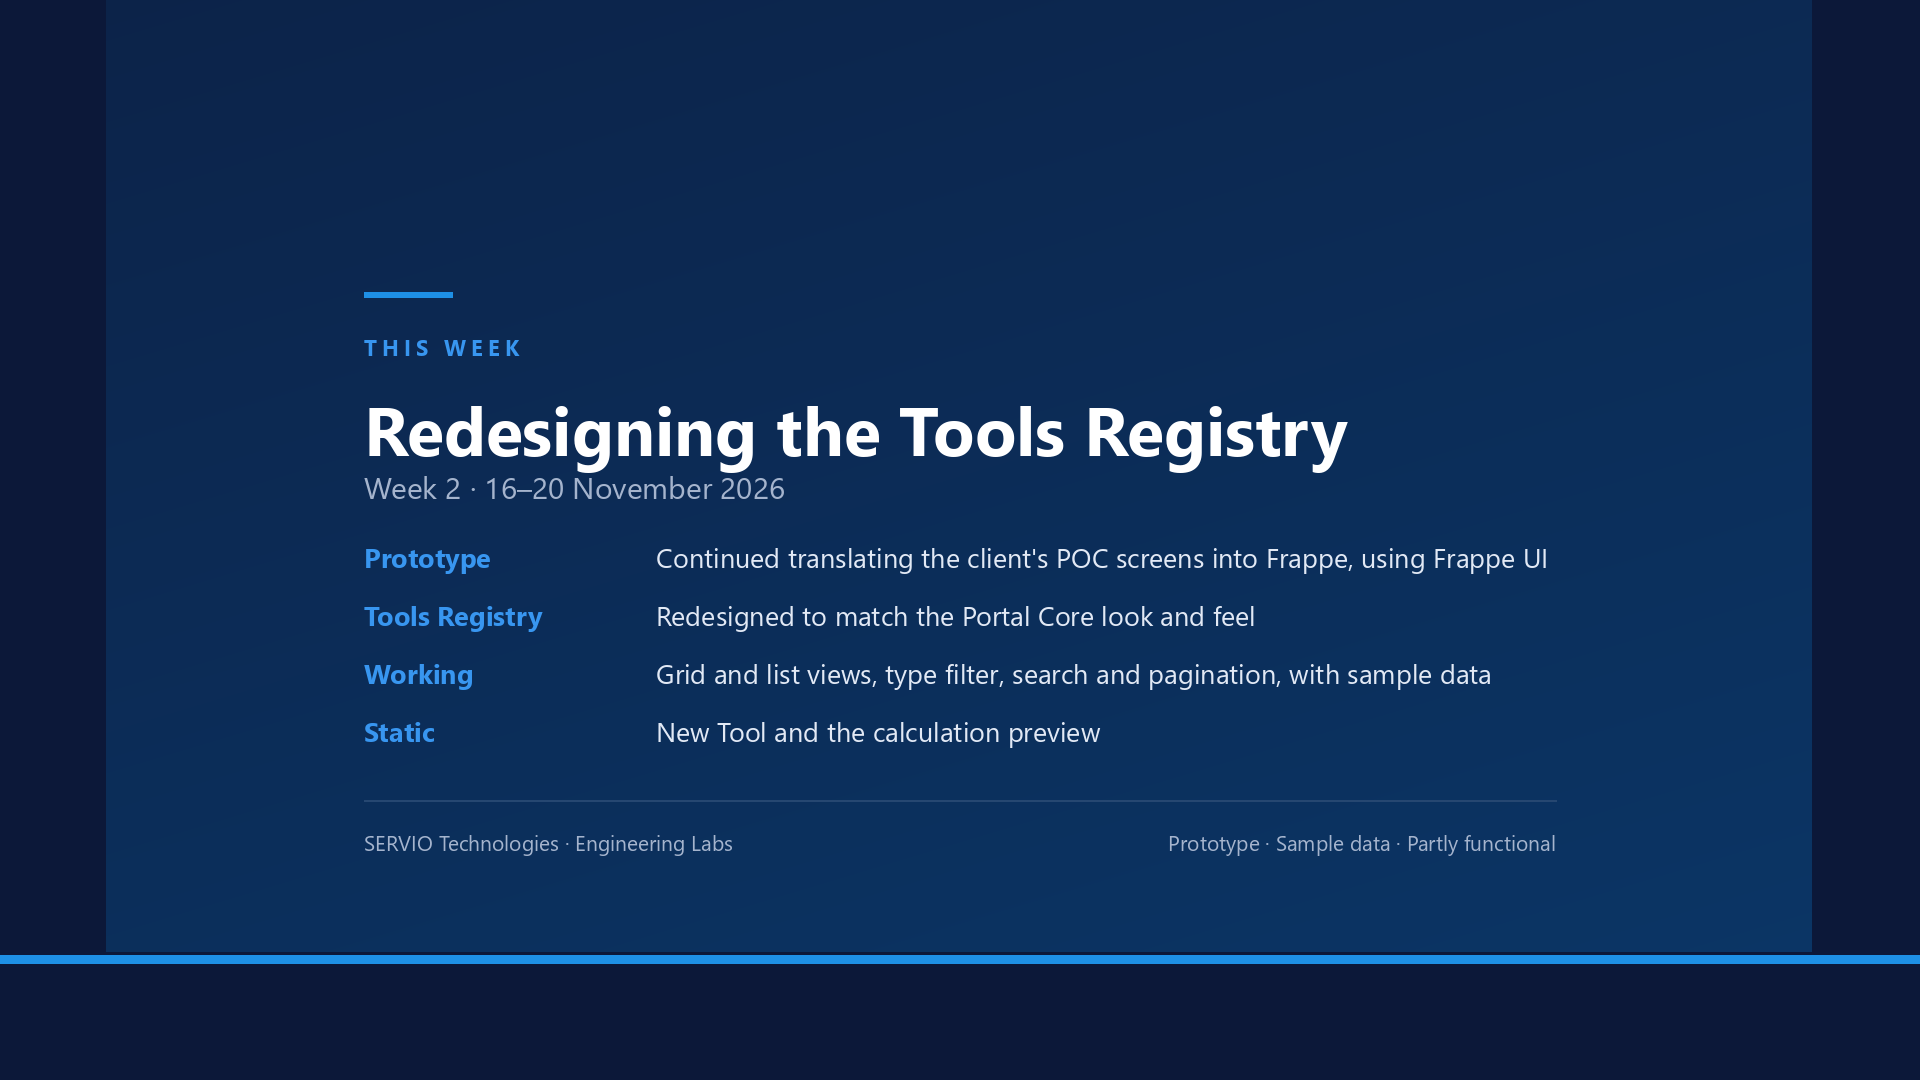 THIS WEEK
Redesigning the Tools Registry
Week 2 · 16–20 November 2026
Prototype Continued translating the client's POC screens into Frappe, using Frappe UI
Tools Registry Redesigned to match the Portal Core look and feel
Working Grid and list views, type filter, search and pagination, with sample data
Static New Tool and the calculation preview
SERVIO Technologies · Engineering Labs Prototype · Sample data · Partly functional